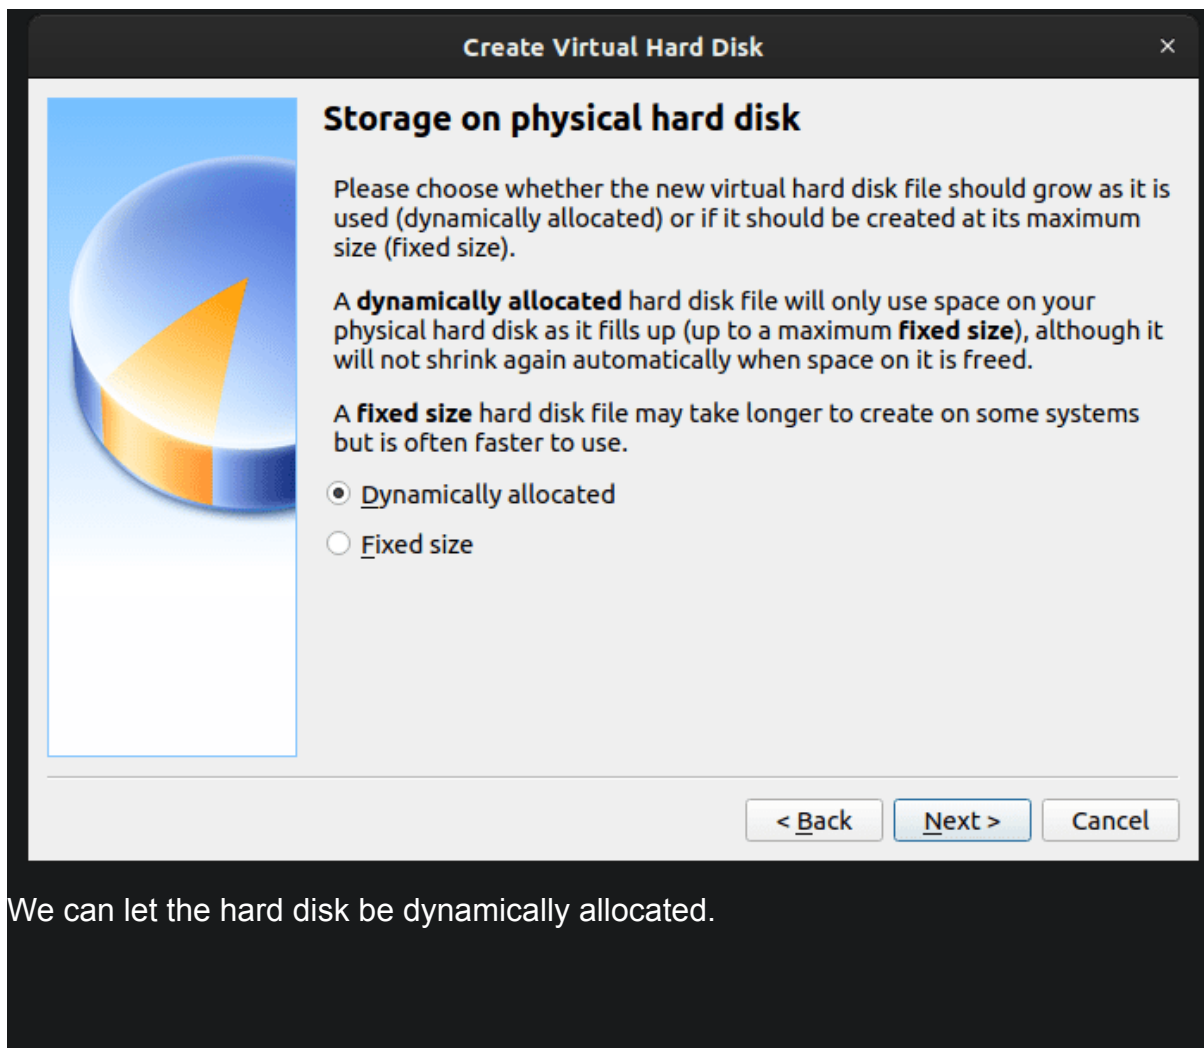 Create Virtual Hard Disk
×
Storage on physical hard disk
Please choose whether the new virtual hard disk file should grow as it is
used (dynamically allocated) or if it should be created at its maximum
size (fixed size).
A dynamically allocated hard disk file will only use space on your
physical hard disk as it fills up (up to a maximum fixed size), although it
will not shrink again automatically when space on it is freed.
A fixed size hard disk file may take longer to create on some systems
but is often faster to use.
Dynamically allocated
Fixed size
< Back Next > Cancel
We can let the hard disk be dynamically allocated.